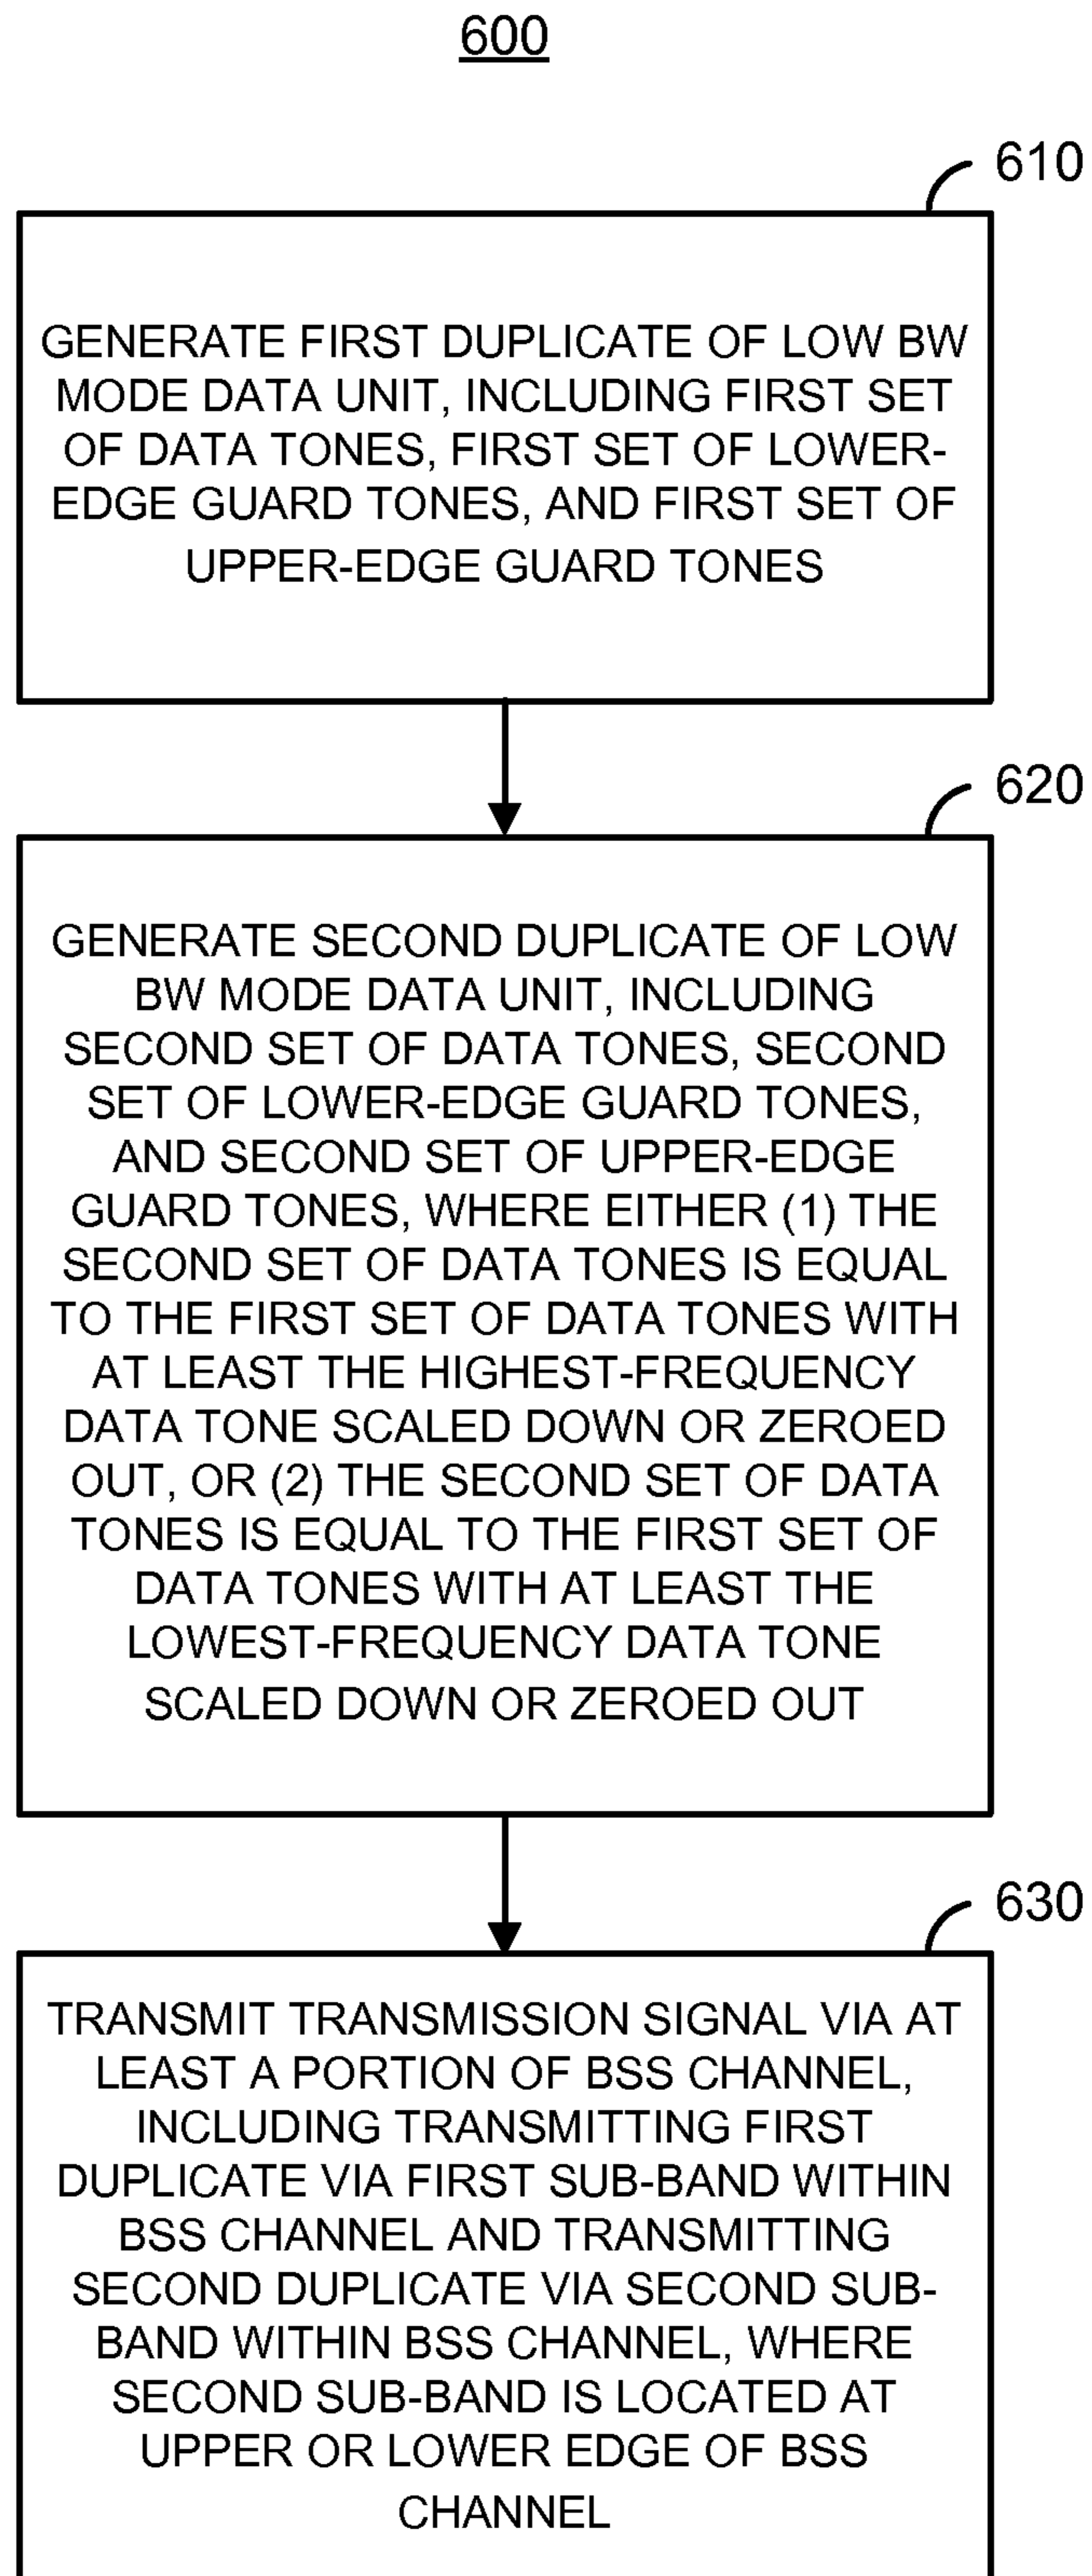 600
610
GENERATE FIRST DUPLICATE OF LOW BW
MODE DATA UNIT, INCLUDING FIRST SET
OF DATA TONES, FIRST SET OF LOWER-
EDGE GUARD TONES, AND FIRST SET OF
UPPER-EDGE GUARD TONES
620
GENERATE SECOND DUPLICATE OF LOW
BW MODE DATA UNIT, INCLUDING
SECOND SET OF DATA TONES, SECOND
SET OF LOWER-EDGE GUARD TONES,
AND SECOND SET OF UPPER-EDGE
GUARD TONES, WHERE EITHER (1) THE
SECOND SET OF DATA TONES IS EQUAL
TO THE FIRST SET OF DATA TONES WITH
AT LEAST THE HIGHEST-FREQUENCY
DATA TONE SCALED DOWN OR ZEROED
OUT, OR (2) THE SECOND SET OF DATA
TONES IS EQUAL TO THE FIRST SET OF
DATA TONES WITH AT LEAST THE
LOWEST-FREQUENCY DATA TONE
SCALED DOWN OR ZEROED OUT
630
TRANSMIT TRANSMISSION SIGNAL VIA AT
LEAST A PORTION OF BSS CHANNEL,
INCLUDING TRANSMITTING FIRST
DUPLICATE VIA FIRST SUB-BAND WITHIN
BSS CHANNEL AND TRANSMITTING
SECOND DUPLICATE VIA SECOND SUB-
BAND WITHIN BSS CHANNEL, WHERE
SECOND SUB-BAND IS LOCATED AT
UPPER OR LOWER EDGE OF BSS
CHANNEL